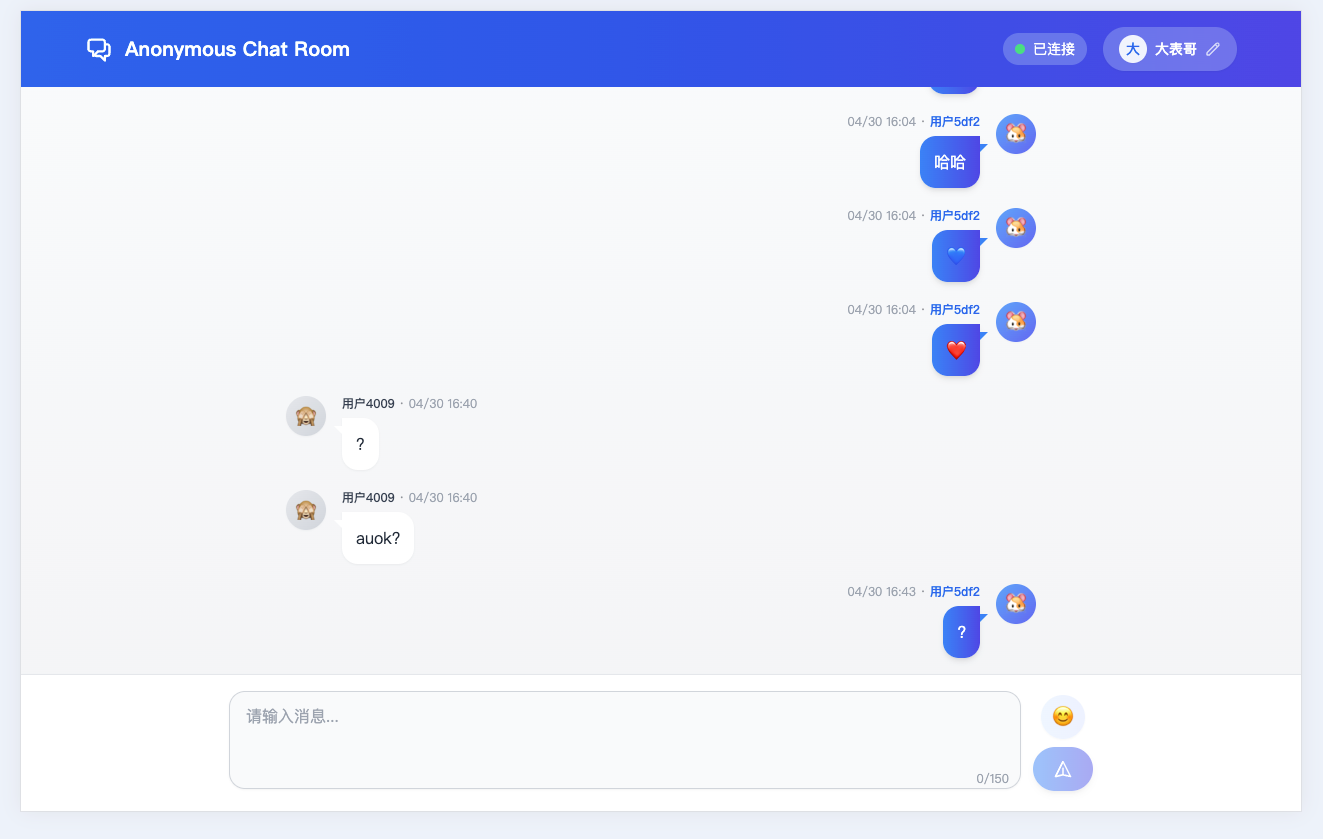 Anonymous Chat Room
已连接
大 大表哥
04/30 16:04 · 用户5df2
哈哈
04/30 16:04 · 用户5df2
04/30 16:04 · 用户5df2
用户4009 · 04/30 16:40
?
用户4009 · 04/30 16:40
auok?
04/30 16:43 · 用户5df2
?
请输入消息...
0/150